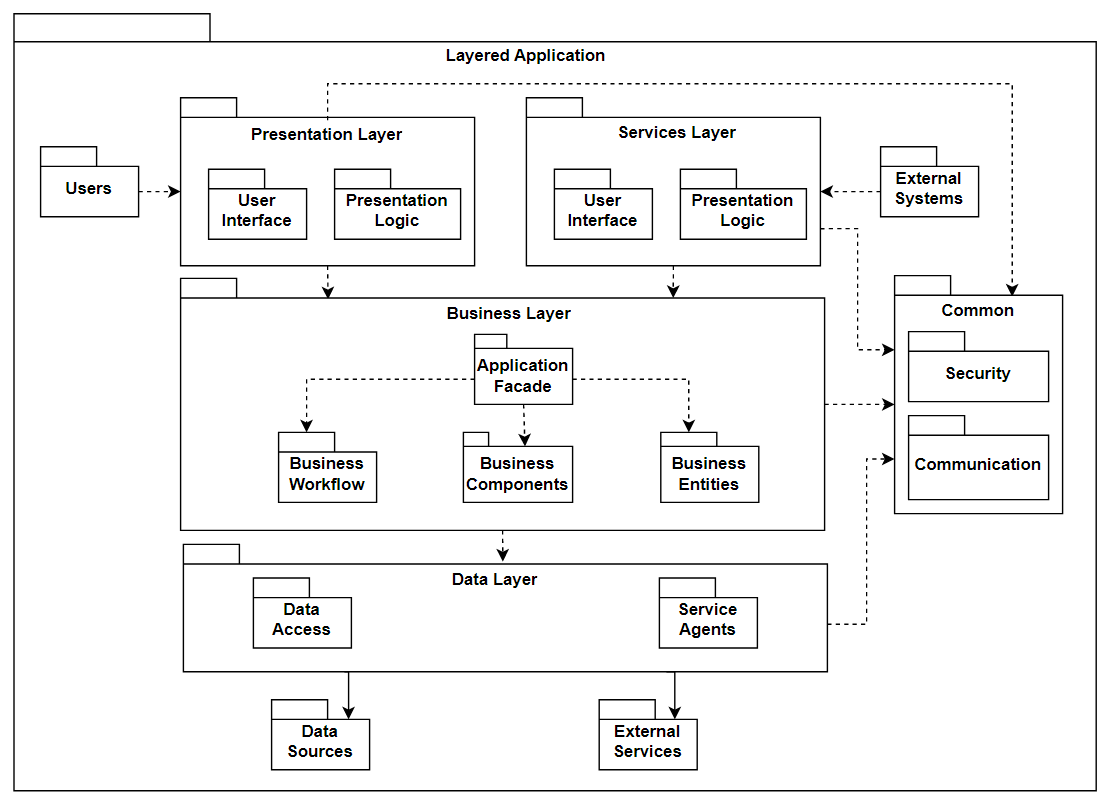 Layered Application
Presentation Layer
Services Layer
Users
User
Interface
Presentation
Logic
User
Interface
Presentation
Logic
External
Systems
Business Layer
Application
Facade
Business
Workflow
Business
Components
Business
Entities
Common
Security
Communication
Data Layer
Data
Access
Service
Agents
Data
Sources
External
Services